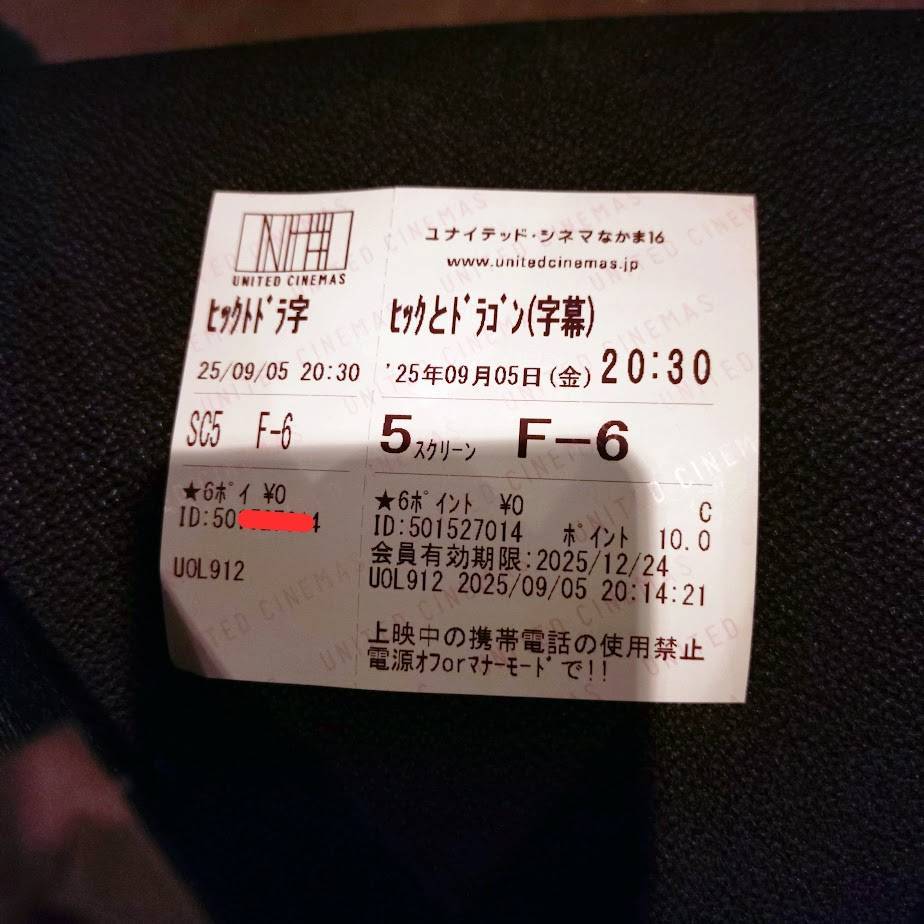 UNITED CINEMAS
ヒックトドラ字
25/09/05 20:30
SC5 F-6
★6ポイ ¥0
ID:50 4
UOL912
ユナイテッド・シネマなかま16
www.unitedcinemas.jp
ヒックとドラゴン(字幕)
'25年09月05日(金) 20:30
5スクリーン F-6
★6ポイント ¥0 C
ID:501527014 ポイント 10.0
会員有効期限:2025/12/24
UOL912 2025/09/05 20:14:21
上映中の携帯電話の使用禁止
電源オフorマナーモードで!!